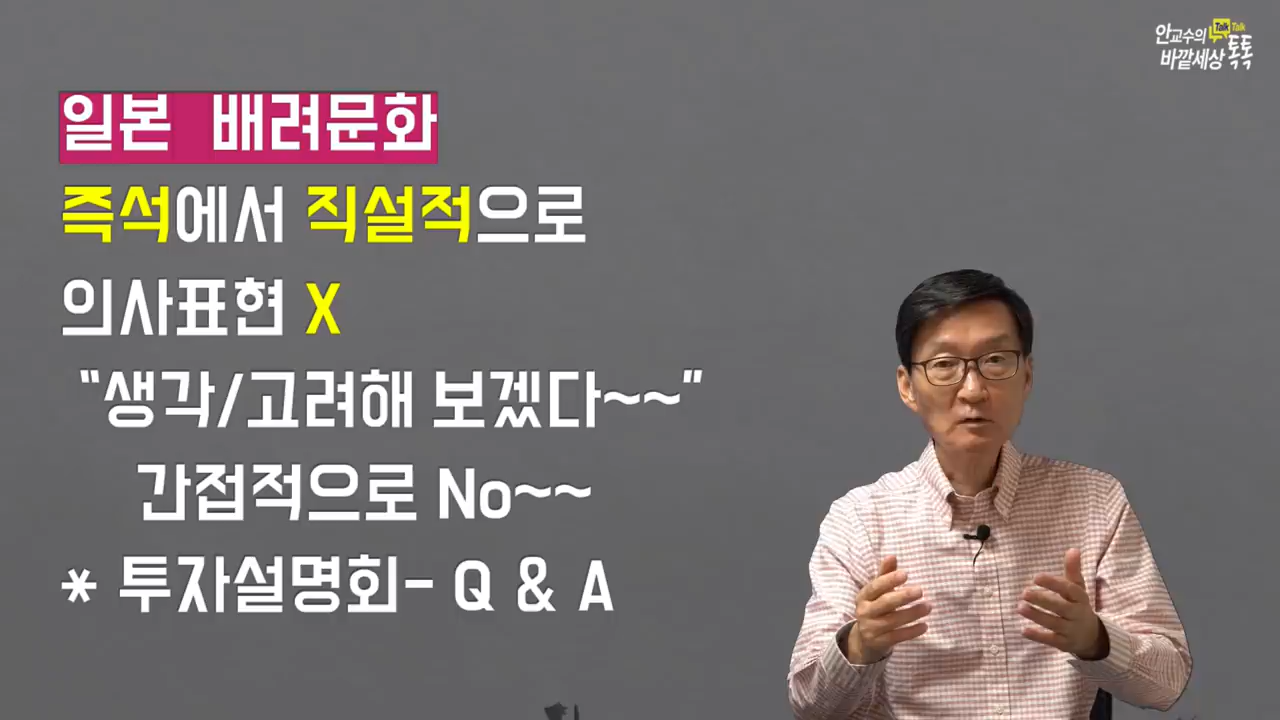 안교수의 Talk Talk
바깥세상 톡톡
일본 배려문화
즉석에서 직설적으로
의사표현 X
"생각/고려해 보겠다~~"
간접적으로 No~~
* 투자설명회- Q & A